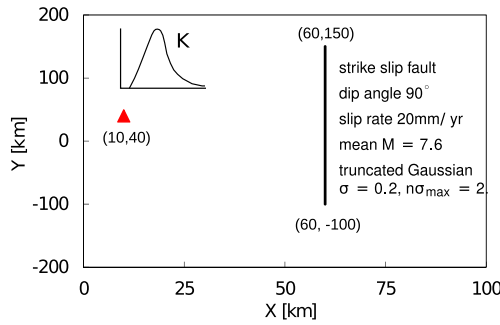 200
(60,150)
K
strike slip fault
100
dip angle 90°
(10,40)
slip rate 20mm/ yr
0
mean M = 7.6
truncated Gaussian
σ = 0.2, nσmax = 2.
-100
(60, -100)
-200
0 25 50 75 100
X [km]
Y [km]